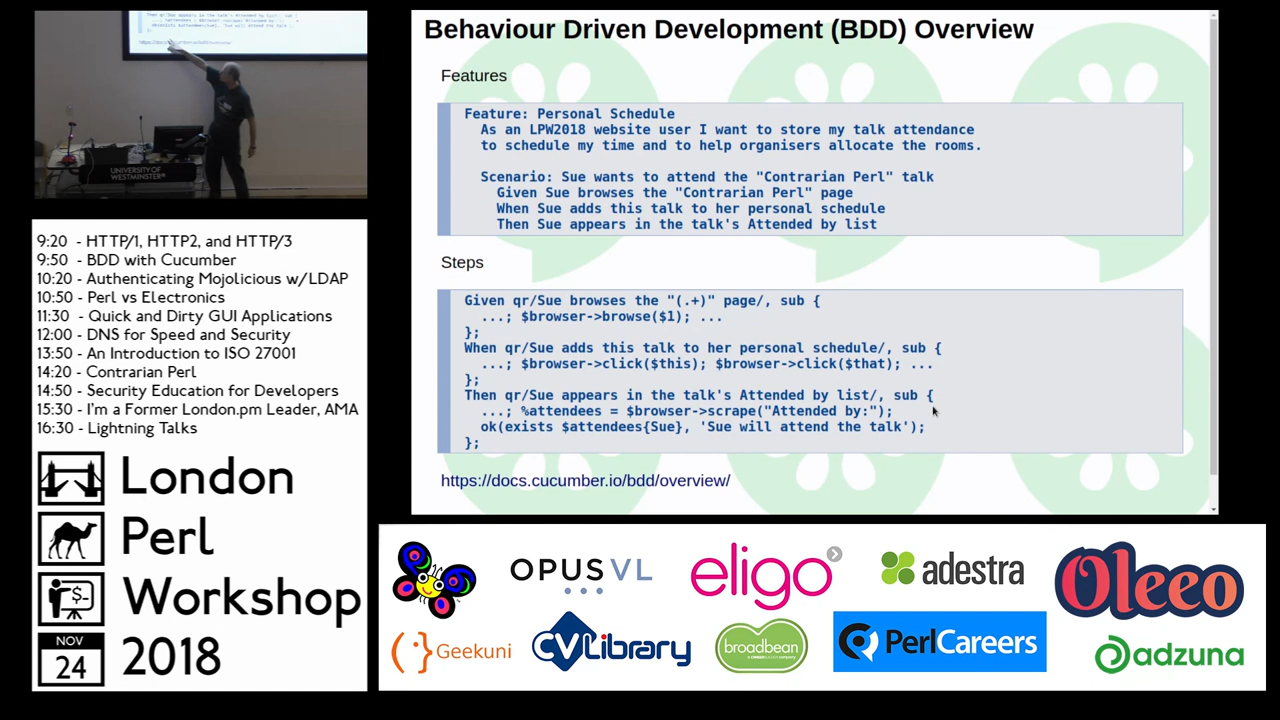 UNIVERSITY OF
WESTMINSTER
9:20 - HTTP/1, HTTP2, and HTTP/3
9:50 - BDD with Cucumber
10:20 - Authenticating Mojolicious w/LDAP
10:50 - Perl vs Electronics
11:30 - Quick and Dirty GUI Applications
12:00 - DNS for Speed and Security
13:50 - An Introduction to ISO 27001
14:20 - Contrarian Perl
14:50 - Security Education for Developers
15:30 - I'm a Former London.pm Leader, AMA
16:30 - Lightning Talks
London
Perl
$-
Workshop
NOV
24
2018
Behaviour Driven Development (BDD) Overview
Features
Feature: Personal Schedule
As an LPW2018 website user I want to store my talk attendance
to schedule my time and to help organisers allocate the rooms.
Scenario: Sue wants to attend the "Contrarian Perl" talk
Given Sue browses the "Contrarian Perl" page
When Sue adds this talk to her personal schedule
Then Sue appears in the talk's Attended by list
Steps
Given qr/Sue browses the "(.+)" page/, sub {
...; $browser->browse($1); ...
};
When qr/Sue adds this talk to her personal schedule/, sub {
...; $browser->click($this); $browser->click($that); ...
};
Then qr/Sue appears in the talk's Attended by list/, sub {
...; %attendees = $browser->scrape("Attended by:");
ok(exists $attendees{Sue}, 'Sue will attend the talk');
};
https://docs.cucumber.io/bdd/overview/
OPUS VL
eligo
adestra
Oleeo
Geekuni
CVLibrary
broadbean
PerlCareers
adzuna